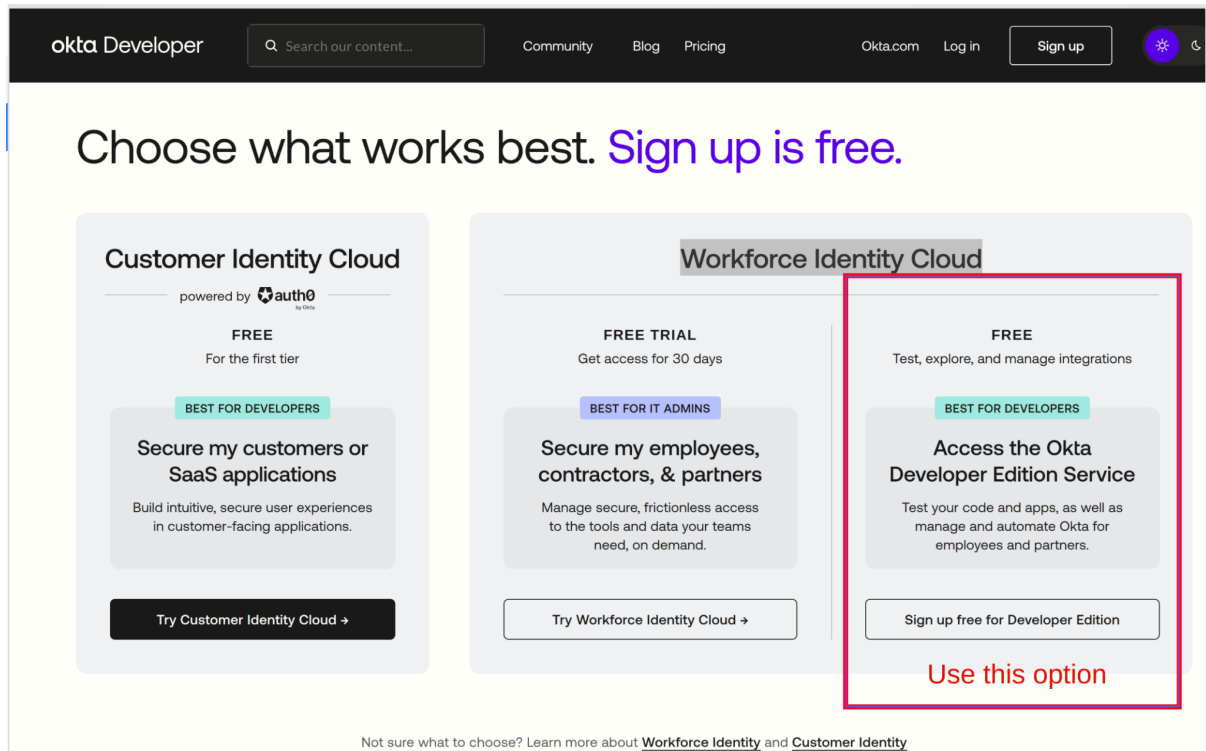 okta Developer
Search our content...
Community
Blog
Pricing
Okta.com
Log in
Sign up
Choose what works best. Sign up is free.
Customer Identity Cloud
powered by auth0
by Okta
FREE
For the first tier
BEST FOR DEVELOPERS
Secure my customers or
SaaS applications
Build intuitive, secure user experiences
in customer-facing applications.
Try Customer Identity Cloud →
Workforce Identity Cloud
FREE TRIAL
Get access for 30 days
BEST FOR IT ADMINS
Secure my employees,
contractors, & partners
Manage secure, frictionless access
to the tools and data your teams
need, on demand.
Try Workforce Identity Cloud →
FREE
Test, explore, and manage integrations
BEST FOR DEVELOPERS
Access the Okta
Developer Edition Service
Test your code and apps, as well as
manage and automate Okta for
employees and partners.
Sign up free for Developer Edition
Use this option
Not sure what to choose? Learn more about Workforce Identity and Customer Identity